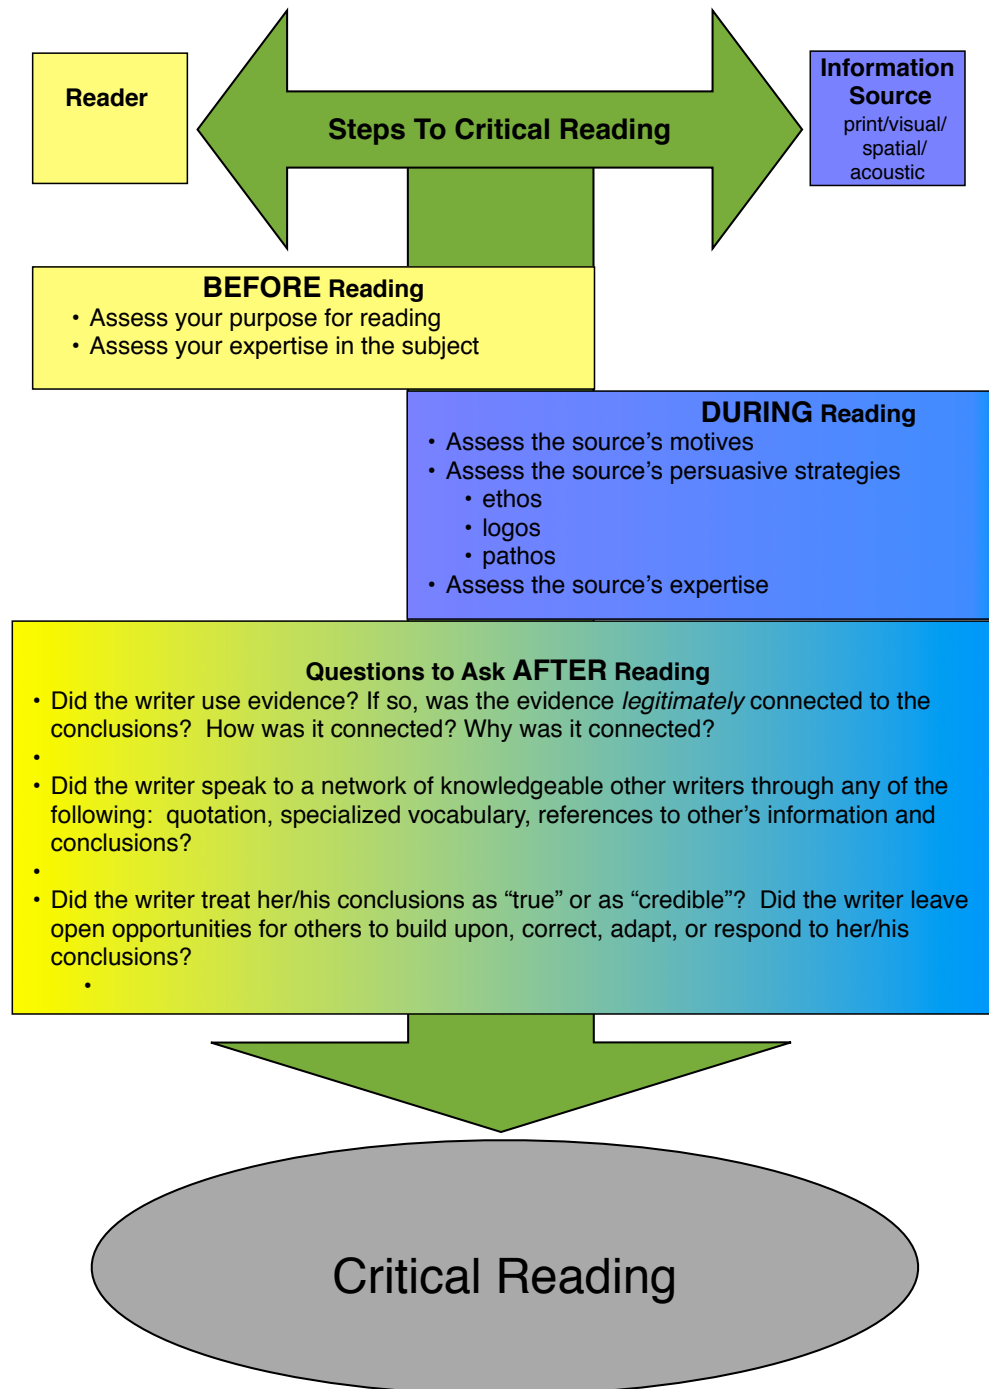 Reader
Steps To Critical Reading
Information
Source
print/visual/
spatial/
acoustic
BEFORE Reading
• Assess your purpose for reading
• Assess your expertise in the subject
DURING Reading
• Assess the source’s motives
• Assess the source’s persuasive strategies
• ethos
• logos
• pathos
• Assess the source’s expertise
Questions to Ask AFTER Reading
• Did the writer use evidence? If so, was the evidence legitimately connected to the
conclusions?  How was it connected? Why was it connected?
•
• Did the writer speak to a network of knowledgeable other writers through any of the
following:  quotation, specialized vocabulary, references to other’s information and
conclusions?
•
• Did the writer treat her/his conclusions as “true” or as “credible”?  Did the writer leave
open opportunities for others to build upon, correct, adapt, or respond to her/his
conclusions?
•
Critical Reading